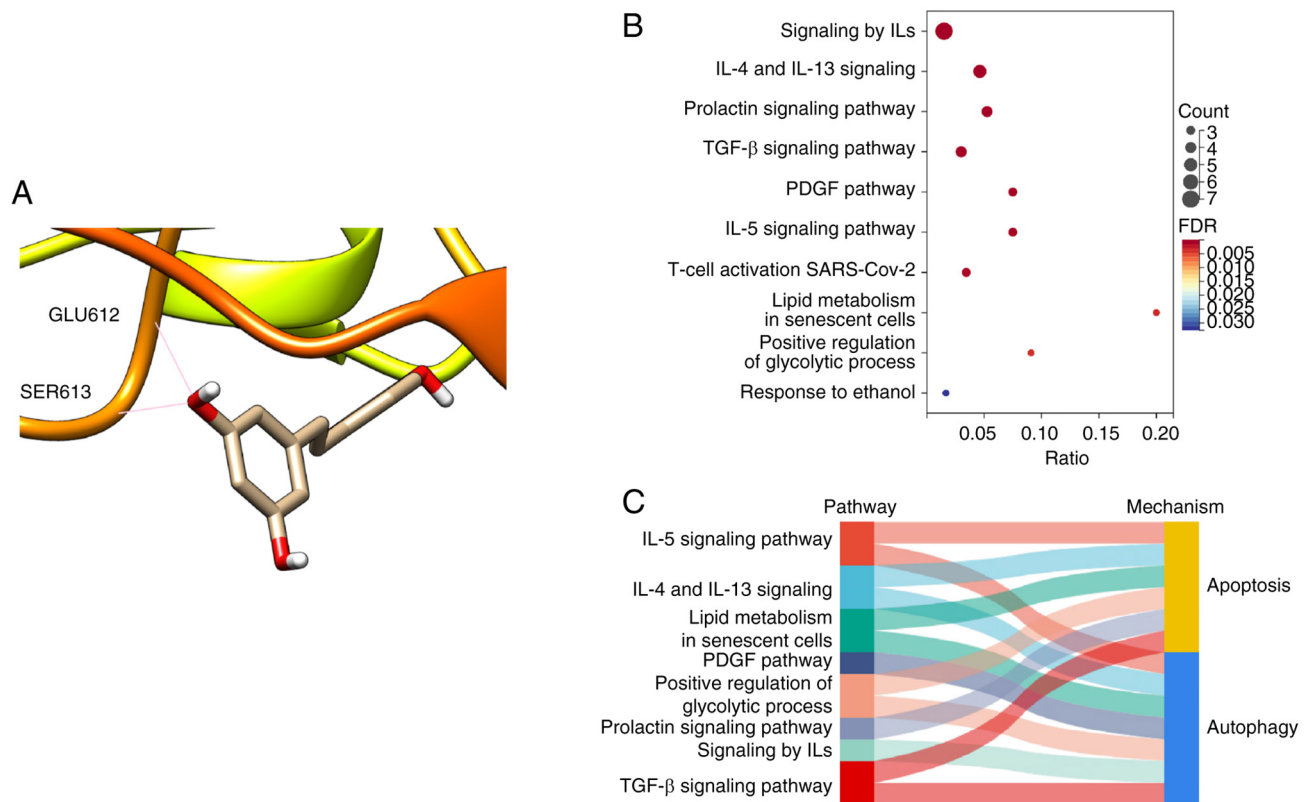 A
GLU612
SER613
B
Signaling by ILs
IL-4 and IL-13 signaling
Prolactin signaling pathway
TGF-β signaling pathway
PDGF pathway
IL-5 signaling pathway
T-cell activation SARS-Cov-2
Lipid metabolism
in senescent cells
Positive regulation
of glycolytic process
Response to ethanol
0.05 0.10 0.15 0.20
Ratio
Count
3
4
5
6
7
FDR
0.005
0.010
0.015
0.020
0.025
0.030
C
Pathway
Mechanism
IL-5 signaling pathway
IL-4 and IL-13 signaling
Lipid metabolism
in senescent cells
PDGF pathway
Positive regulation of
glycolytic process
Prolactin signaling pathway
Signaling by ILs
TGF-β signaling pathway
Apoptosis
Autophagy